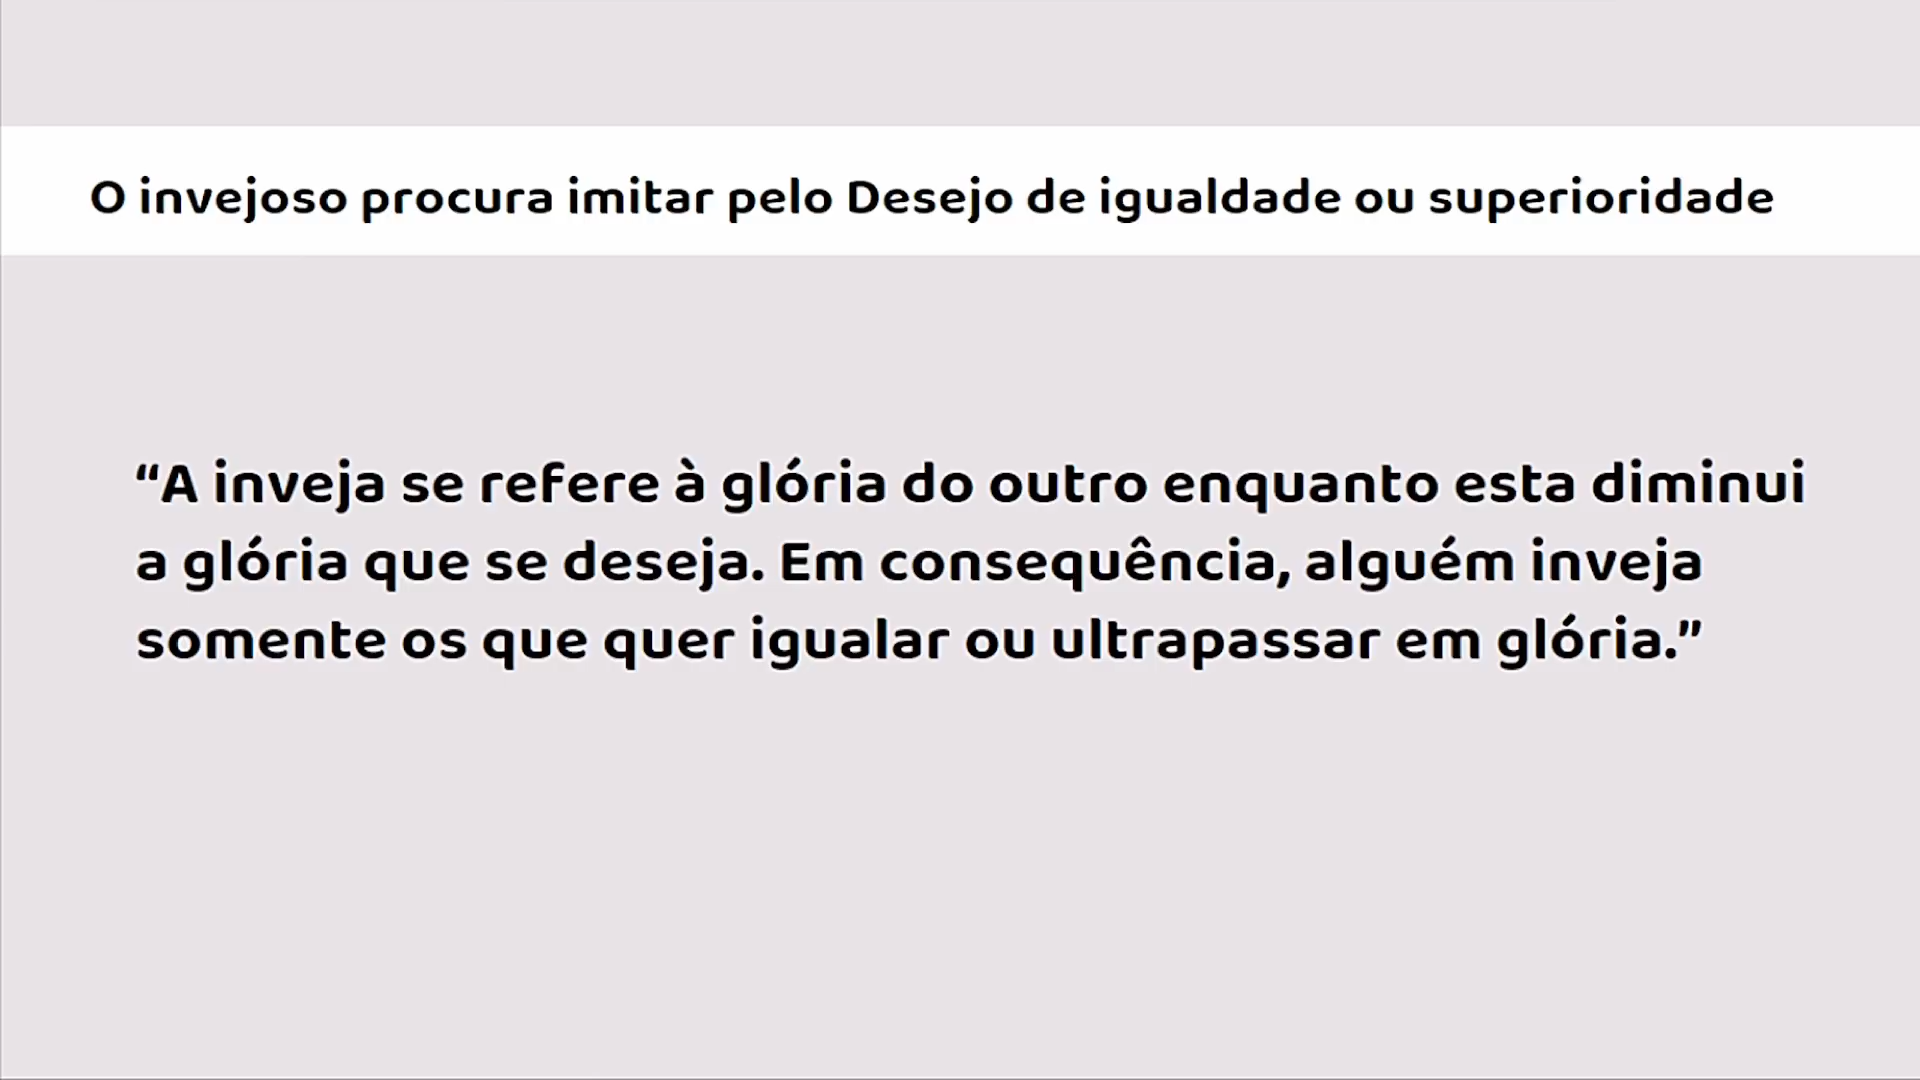 O invejoso procura imitar pelo Desejo de igualdade ou superioridade
“A inveja se refere à glória do outro enquanto esta diminui
a glória que se deseja. Em consequência, alguém inveja
somente os que quer igualar ou ultrapassar em glória.”